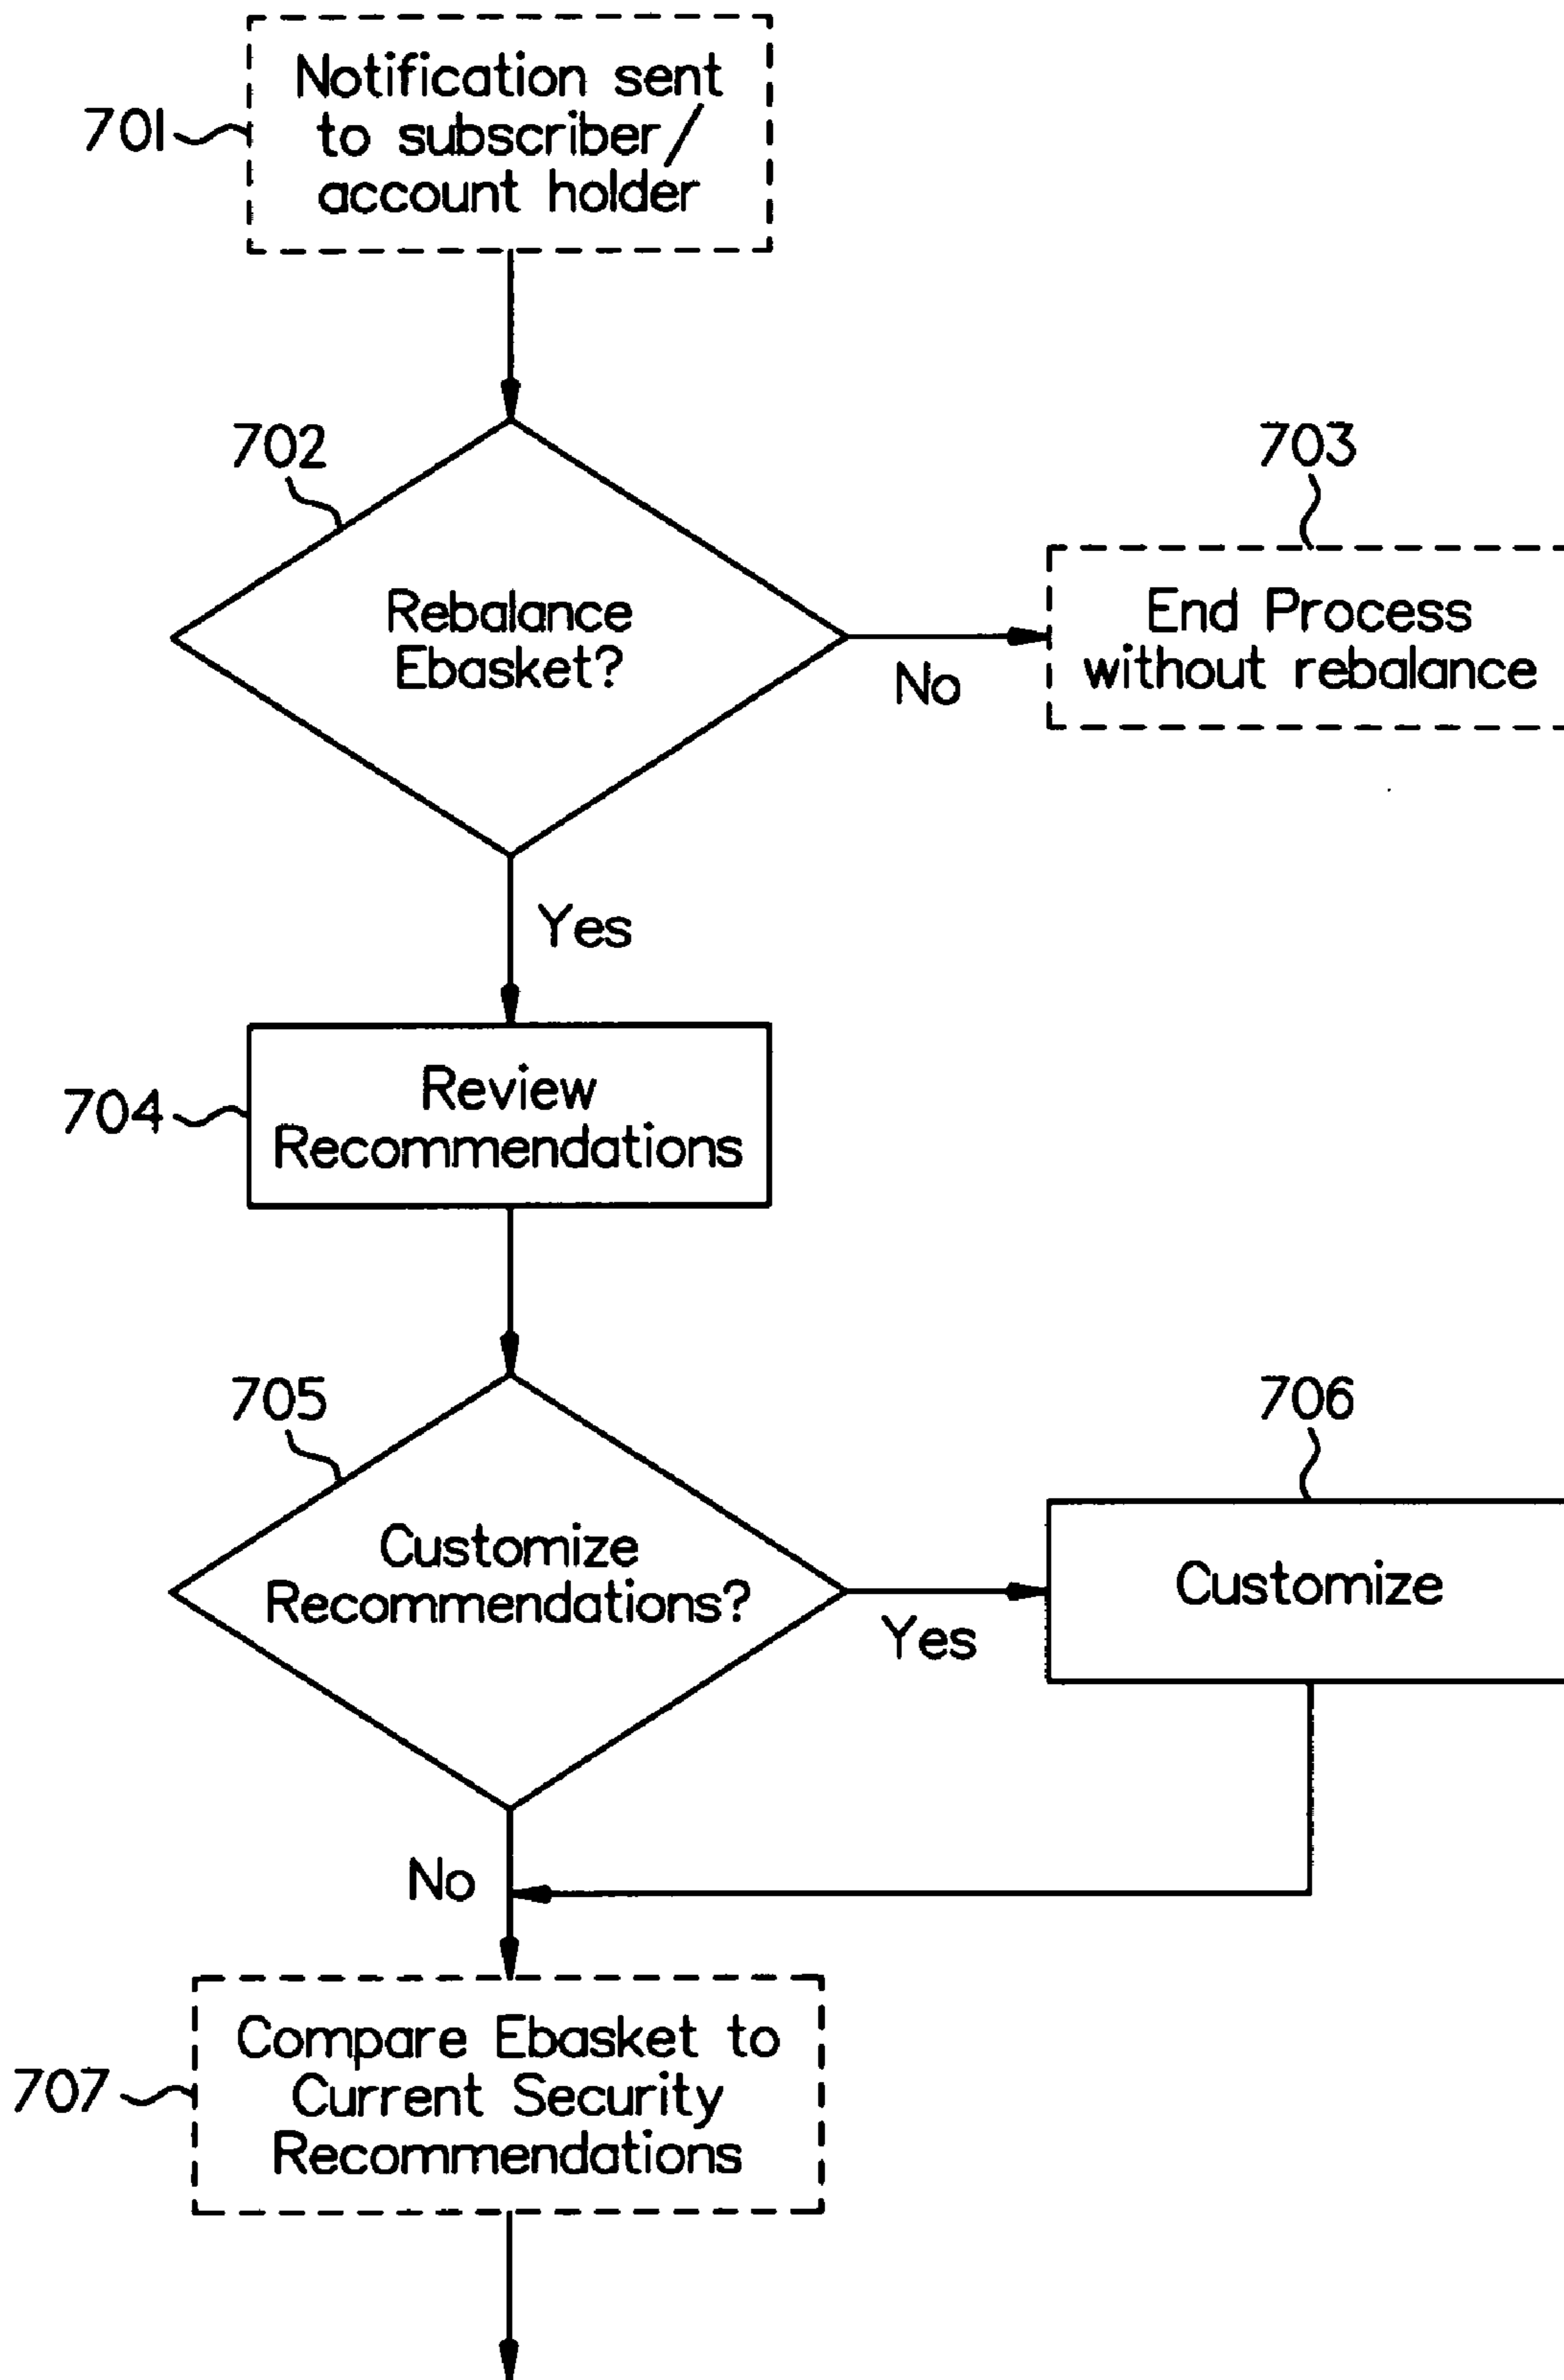 Notification sent
to subscriber/
account holder
701
702
Rebalance
Ebasket?
No
703
End Process
without rebalance
Yes
704
Review
Recommendations
705
Customize
Recommendations?
Yes
706
Customize
No
707
Compare Ebasket to
Current Security
Recommendations